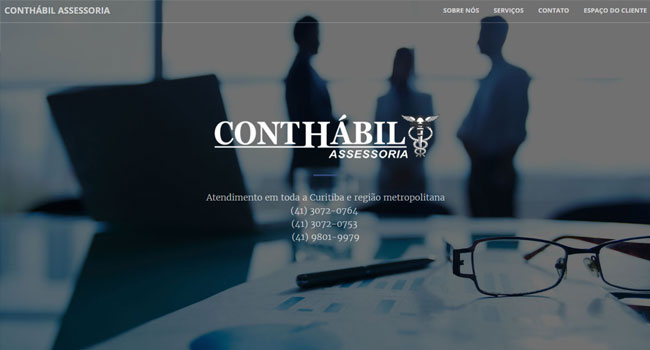 CONTHÁBIL ASSESSORIA
SOBRE NÓS SERVIÇOS CONTATO ESPAÇO DO CLIENTE
CONTHÁBIL
ASSESSORIA
Atendimento em toda a Curitiba e região metropolitana
(41) 3072-0764
(41) 3072-0753
(41) 9801-9979